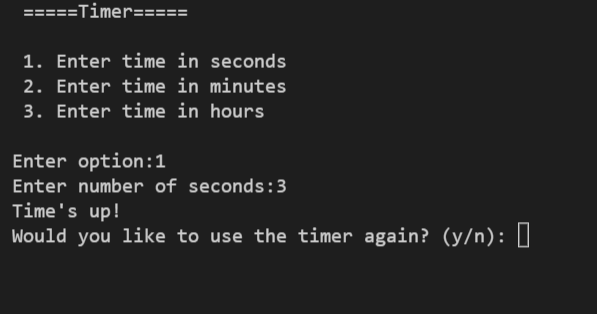 =====Timer=====
1. Enter time in seconds
2. Enter time in minutes
3. Enter time in hours
Enter option:1
Enter number of seconds:3
Time's up!
Would you like to use the timer again? (y/n):